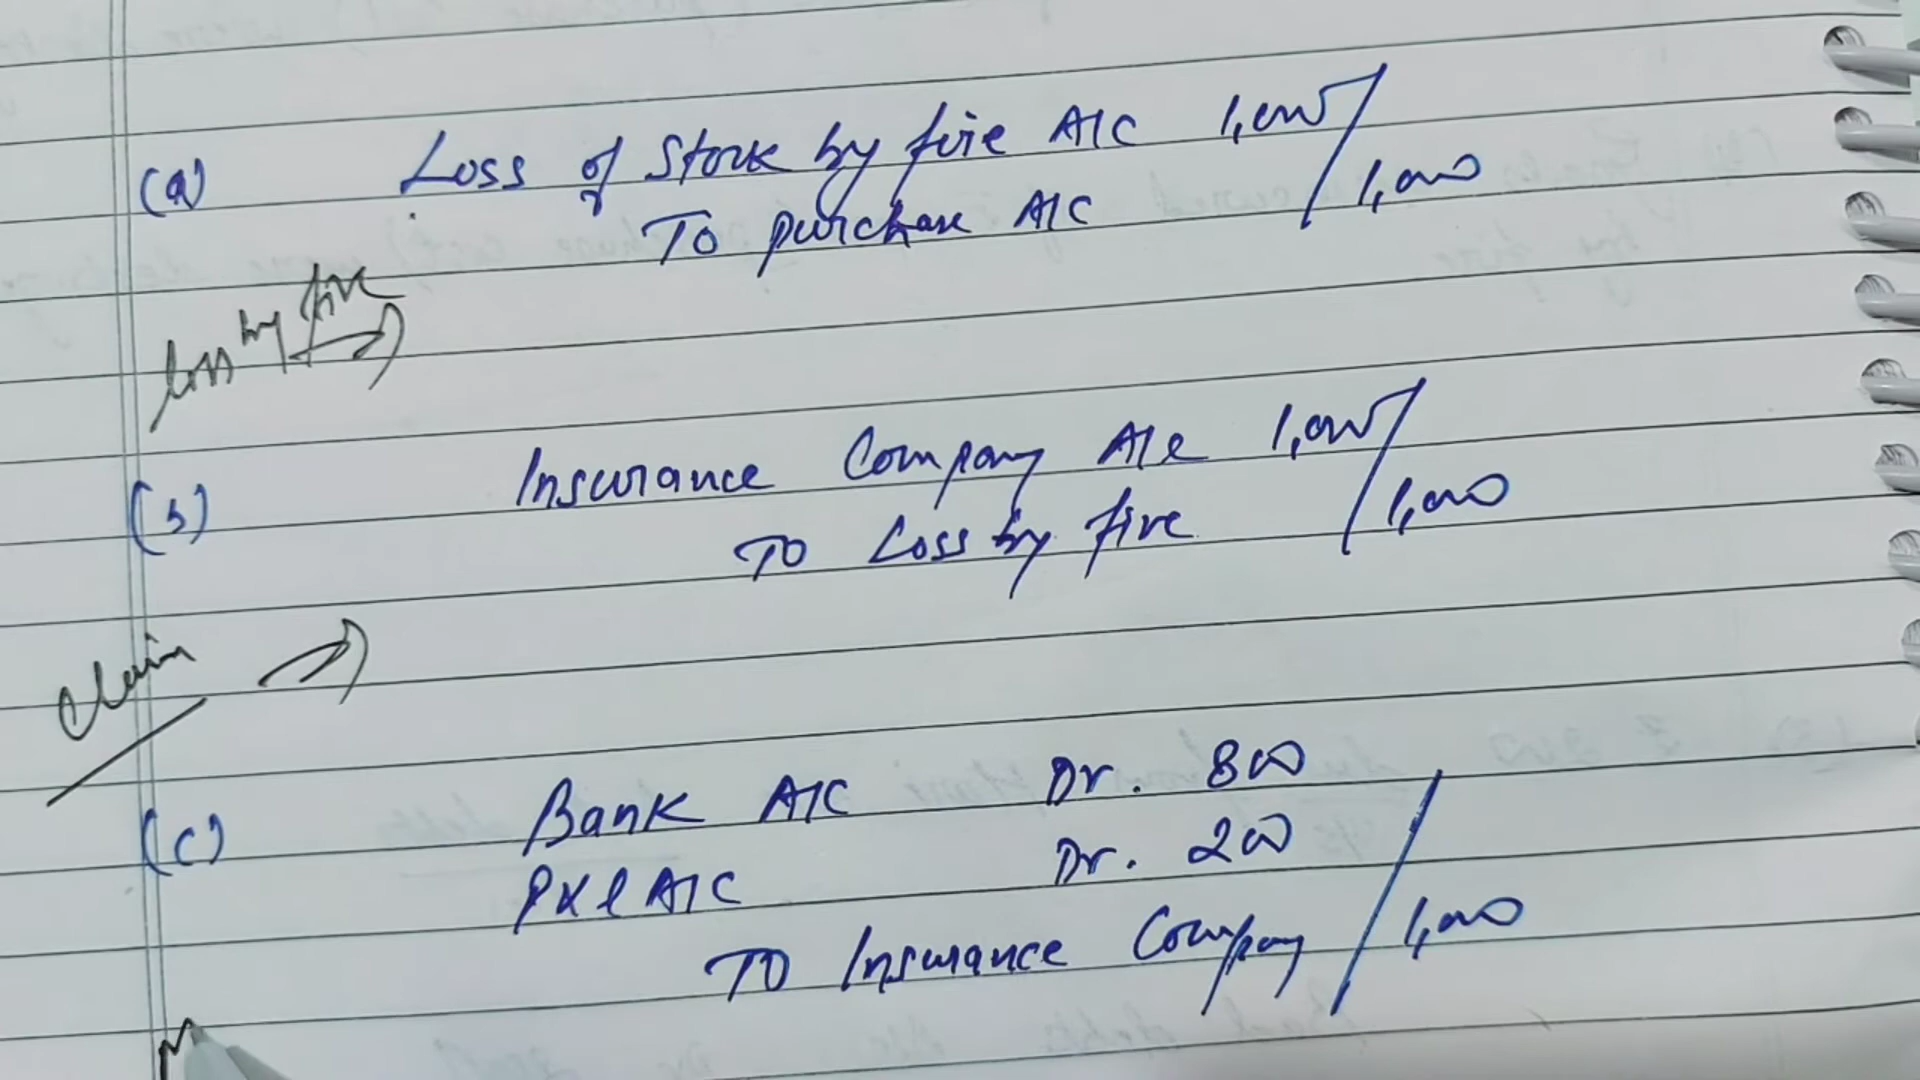 (a) Loss of Stock by fire A/C 1,000
To purchase A/C 1,000
loss by fire
(b) Insurance Company A/c 1,000
To Loss by fire 1,000
claim
(c) Bank A/C Dr. 800
P&L A/C Dr. 200
To Insurance Company 1,000